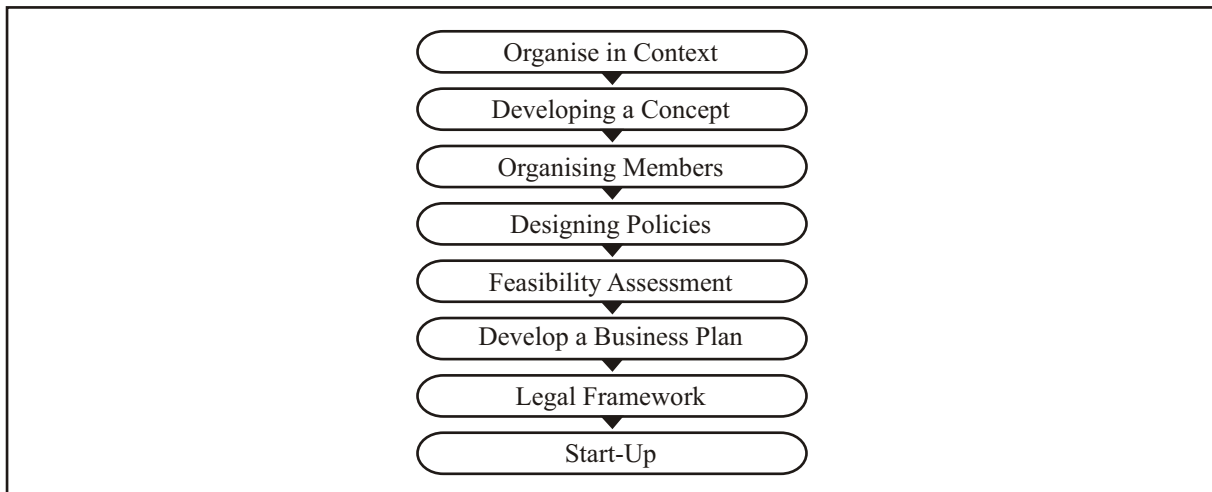 Organise in Context
Developing a Concept
Organising Members
Designing Policies
Feasibility Assessment
Develop a Business Plan
Legal Framework
Start-Up